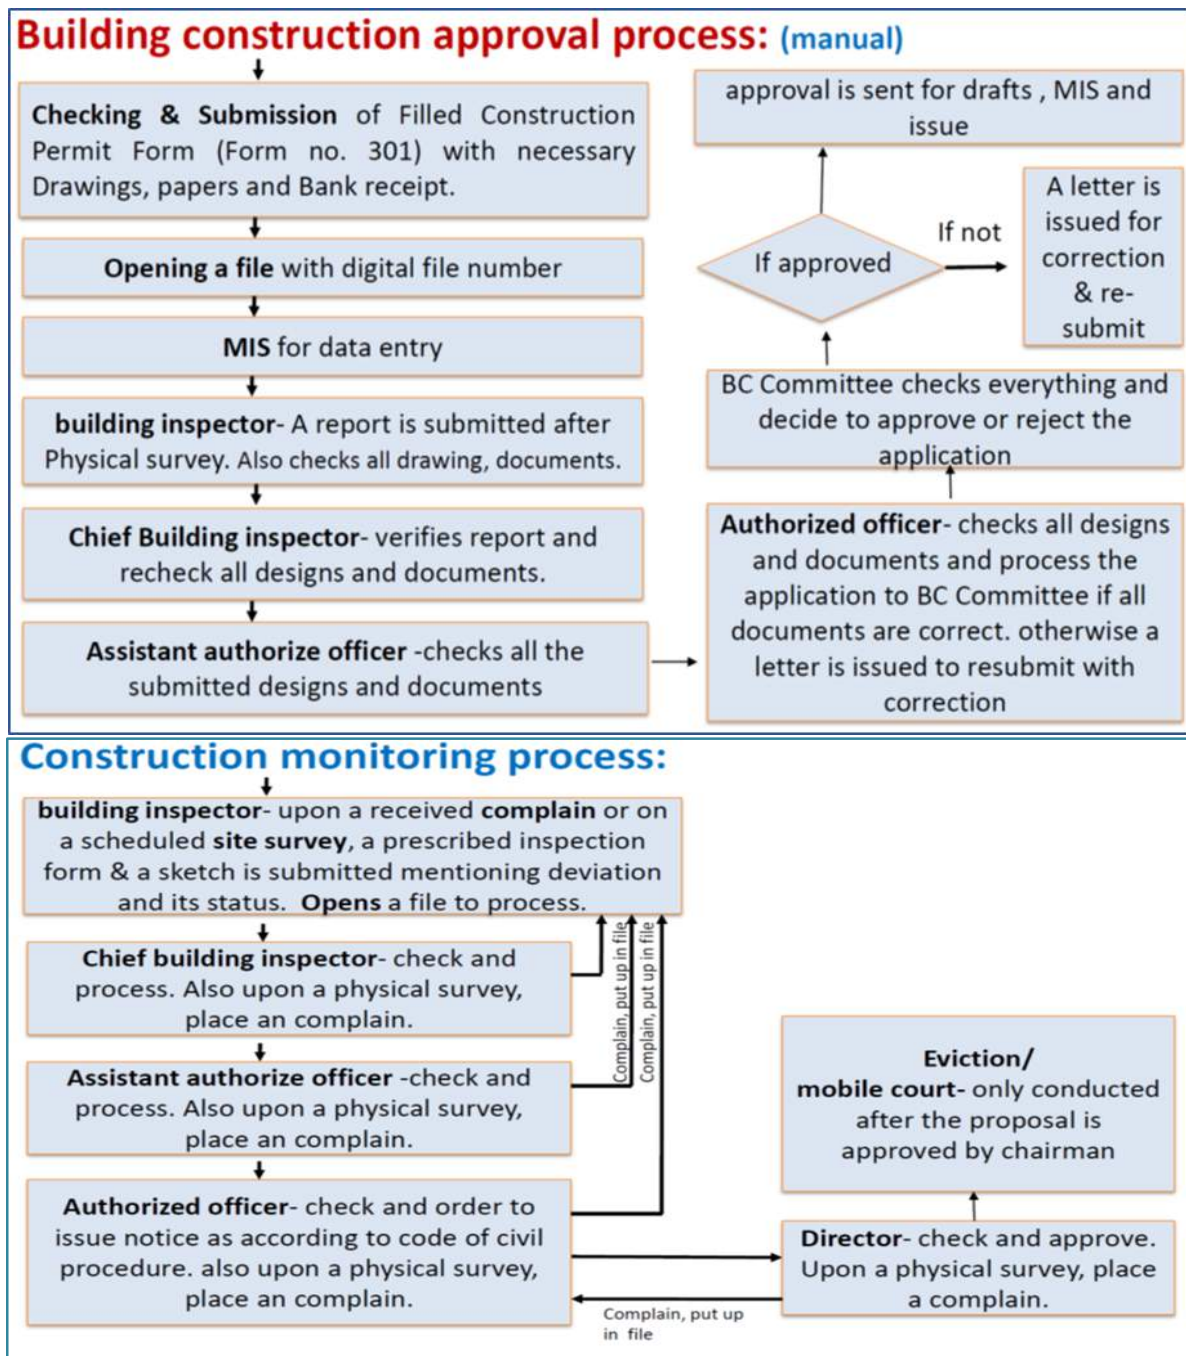 Building construction approval process: (manual)
Checking & Submission of Filled Construction
Permit Form (Form no. 301) with necessary
Drawings, papers and Bank receipt.
Opening a file with digital file number
MIS for data entry
building inspector- A report is submitted after
Physical survey. Also checks all drawing, documents.
Chief Building inspector- verifies report and
recheck all designs and documents.
Assistant authorize officer -checks all the
submitted designs and documents
Authorized officer- checks all designs
and documents and process the
application to BC Committee if all
documents are correct. otherwise a
letter is issued to resubmit with
correction
BC Committee checks everything and
decide to approve or reject the
application
If approved
If not
A letter is
issued for
correction
& re-
submit
approval is sent for drafts , MIS and
issue
Construction monitoring process:
building inspector- upon a received complain or on
a scheduled site survey, a prescribed inspection
form & a sketch is submitted mentioning deviation
and its status. Opens a file to process.
Chief building inspector- check and
process. Also upon a physical survey,
place an complain.
Assistant authorize officer -check and
process. Also upon a physical survey,
place an complain.
Authorized officer- check and order to
issue notice as according to code of civil
procedure. also upon a physical survey,
place an complain.
Complain, put up in file
Complain, put up in file
Complain, put up
in file
Director- check and approve.
Upon a physical survey, place
a complain.
Eviction/
mobile court- only conducted
after the proposal is
approved by chairman